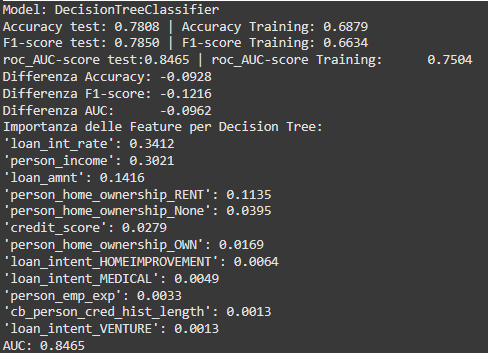 Model: DecisionTreeClassifier
Accuracy test: 0.7808 | Accuracy Training: 0.6879
F1-score test: 0.7850 | F1-score Training: 0.6634
roc_AUC-score test:0.8465 | roc_AUC-score Training:      0.7504
Differenza Accuracy: -0.0928
Differenza F1-score: -0.1216
Differenza AUC:      -0.0962
Importanza delle Feature per Decision Tree:
'loan_int_rate': 0.3412
'person_income': 0.3021
'loan_amnt': 0.1416
'person_home_ownership_RENT': 0.1135
'person_home_ownership_None': 0.0395
'credit_score': 0.0279
'person_home_ownership_OWN': 0.0169
'loan_intent_HOMEIMPROVEMENT': 0.0064
'loan_intent_MEDICAL': 0.0049
'person_emp_exp': 0.0033
'cb_person_cred_hist_length': 0.0013
'loan_intent_VENTURE': 0.0013
AUC: 0.8465